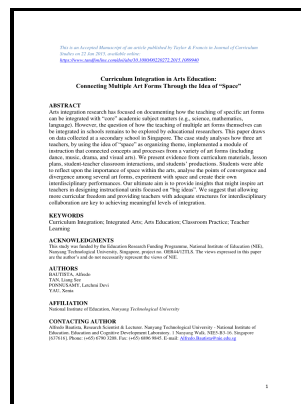 This is an Accepted Manuscript of an article published by Taylor & Francis in Journal of Curriculum
Studies on 22 Jan 2015, available online:
https://www.tandfonline.com/doi/abs/10.1080/00220272.2015.1089940
Curriculum Integration in Arts Education:
Connecting Multiple Art Forms Through the Idea of “Space”
ABSTRACT
Arts integration research has focused on documenting how the teaching of specific art forms
can be integrated with “core” academic subject matters (e.g., science, mathematics,
language). However, the question of how the teaching of multiple art forms themselves can
be integrated in schools remains to be explored by educational researchers. This paper draws
on data collected at a secondary school in Singapore. The case study analyses how three art
teachers, by using the idea of “space” as organizing theme, implemented a module of
instruction that connected concepts and processes from a variety of art forms (including
dance, music, drama, and visual arts). We present evidence from curriculum materials, lesson
plans, student-teacher classroom interactions, and students’ productions. Students were able
to reflect upon the importance of space within the arts, analyse the points of convergence and
divergence among several art forms, experiment with space and create their own
interdisciplinary performances. Our ultimate aim is to provide insights that might inspire art
teachers in designing instructional units focused on “big ideas”. We suggest that allowing
more curricular freedom and providing teachers with adequate structures for interdisciplinary
collaboration are key to achieving meaningful levels of integration.
KEYWORDS
Curriculum Integration; Integrated Arts; Arts Education; Classroom Practice; Teacher
Learning
ACKNOWLEDGMENTS
This study was funded by the Education Research Funding Programme, National Institute of Education (NIE),
Nanyang Technological University, Singapore, project no. OER44/12TLS. The views expressed in this paper
are the author’s and do not necessarily represent the views of NIE.
AUTHORS
BAUTISTA, Alfredo
TAN, Liang See
PONNUSAMY, Letchmi Devi
YAU, Xenia
AFFILIATION
National Institute of Education, Nanyang Technological University
CONTACTING AUTHOR
Alfredo Bautista, Research Scientist & Lecturer. Nanyang Technological University - National Institute of
Education. Education and Cognitive Development Laboratory. 1 Nanyang Walk. NIE5-B3-16. Singapore
[637616]. Phone: (+65) 6790 3208. Fax: (+65) 6896 9845. E-mail: Alfredo.Bautista@nie.edu.sg
1